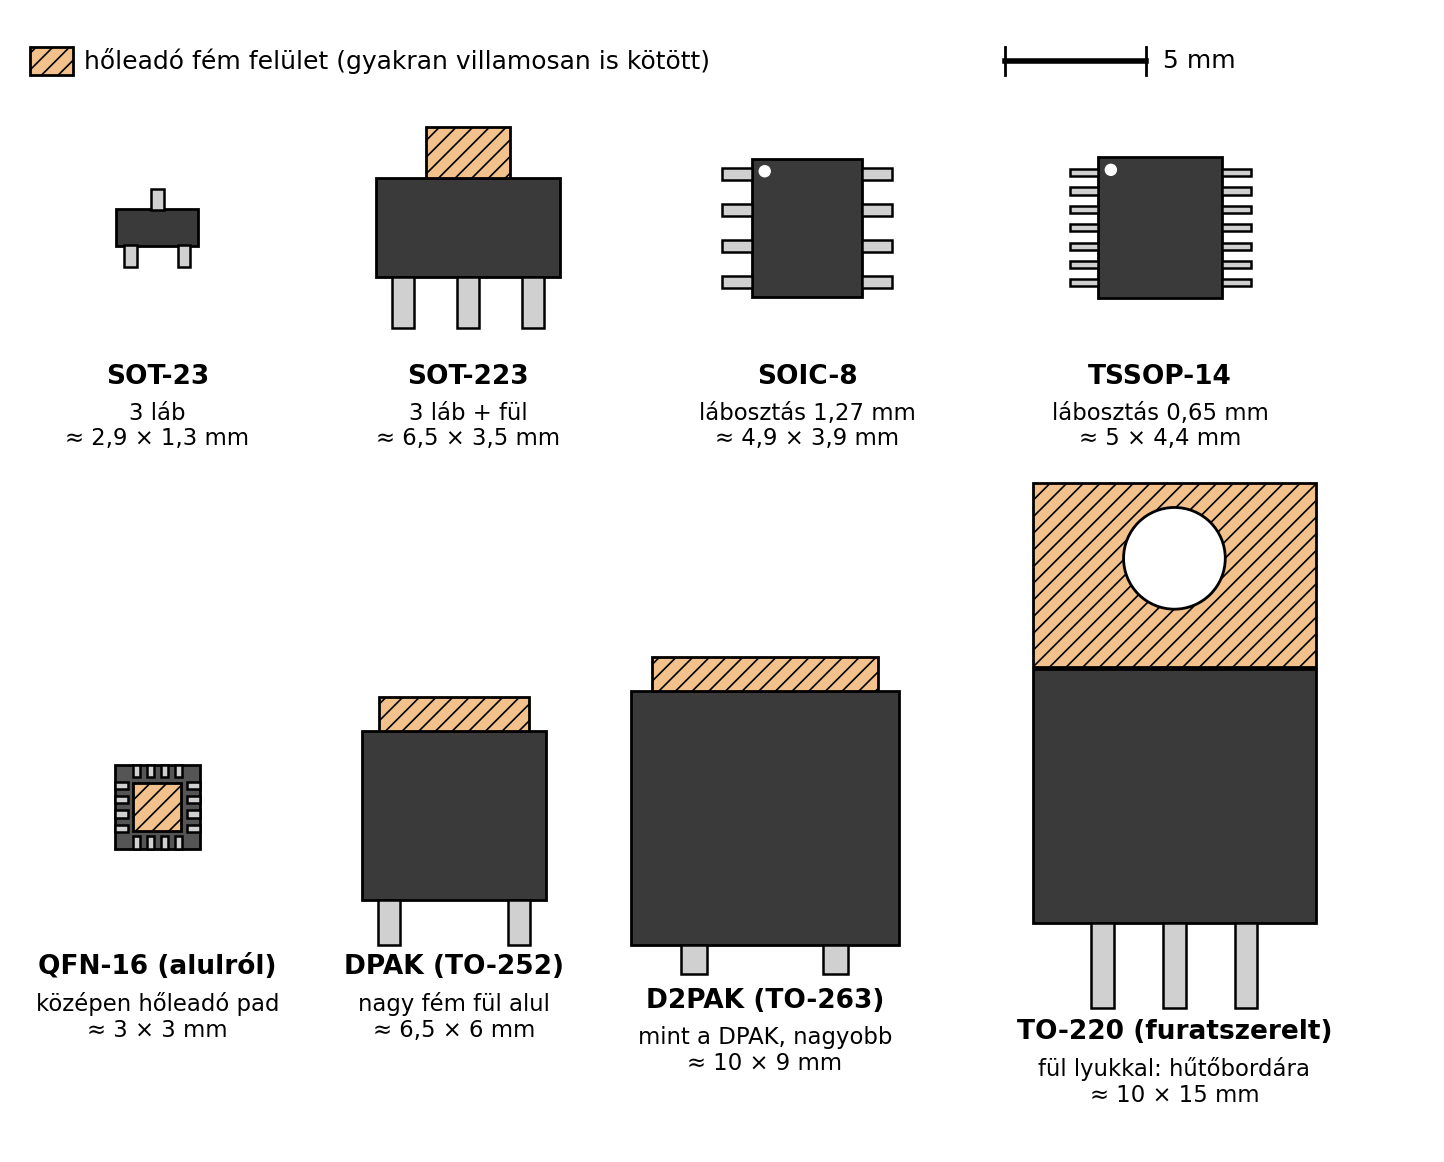 hőleadó fém felület (gyakran villamosan is kötött)
5 mm
SOT-23
3 láb
≈ 2,9 × 1,3 mm
SOT-223
3 láb + fül
≈ 6,5 × 3,5 mm
SOIC-8
lábosztás 1,27 mm
≈ 4,9 × 3,9 mm
TSSOP-14
lábosztás 0,65 mm
≈ 5 × 4,4 mm
QFN-16 (alulról)
középen hőleadó pad
≈ 3 × 3 mm
DPAK (TO-252)
nagy fém fül alul
≈ 6,5 × 6 mm
D2PAK (TO-263)
mint a DPAK, nagyobb
≈ 10 × 9 mm
TO-220 (furatszerelt)
fül lyukkal: hűtőbordára
≈ 10 × 15 mm